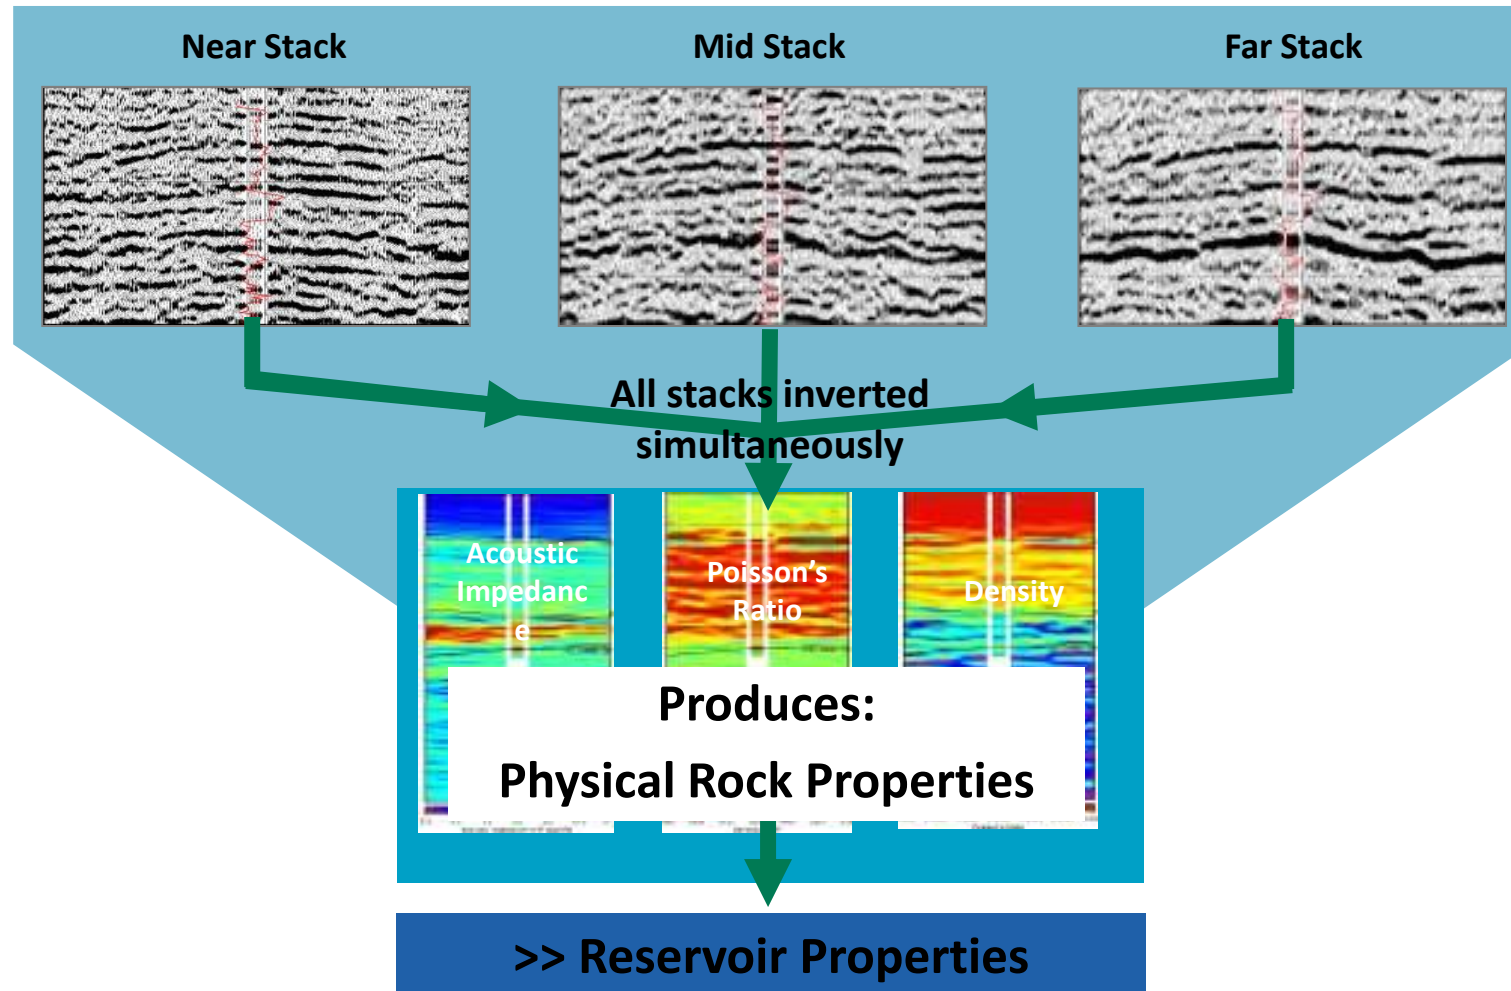 Near Stack
Mid Stack
Far Stack
All stacks inverted
simultaneously
Acoustic
Impedanc
e
Poisson's
Ratio
Density
Produces:
Physical Rock Properties
>> Reservoir Properties